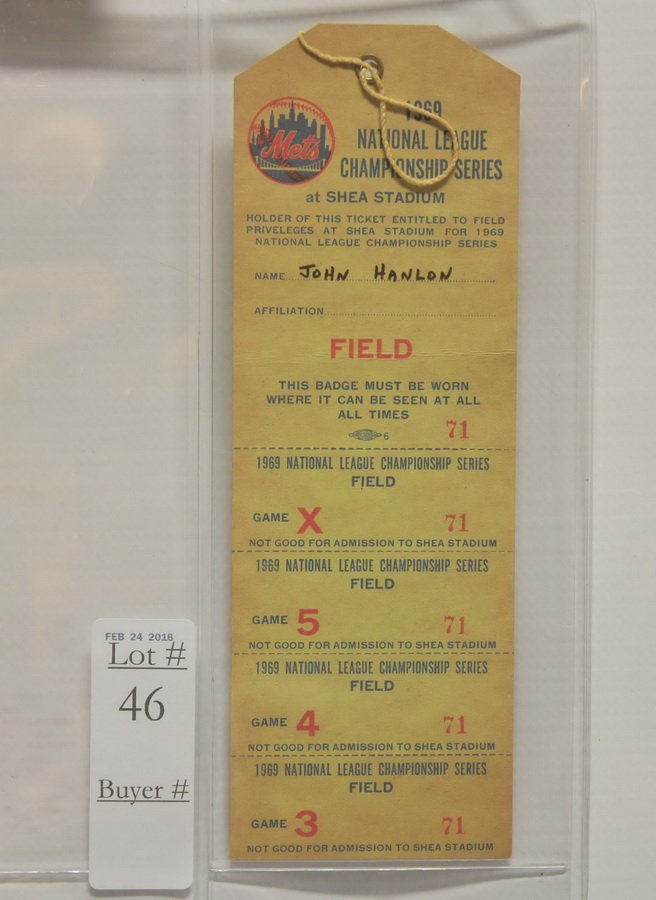 1969
NATIONAL LEAGUE
CHAMPIONSHIP SERIES
at SHEA STADIUM
Mets
HOLDER OF THIS TICKET ENTITLED TO FIELD
PRIVELEGES AT SHEA STADIUM FOR 1969
NATIONAL LEAGUE CHAMPIONSHIP SERIES
NAME JOHN HANLON
AFFILIATION
FIELD
THIS BADGE MUST BE WORN
WHERE IT CAN BE SEEN AT ALL
ALL TIMES
6 71
1969 NATIONAL LEAGUE CHAMPIONSHIP SERIES
FIELD
GAME X 71
NOT GOOD FOR ADMISSION TO SHEA STADIUM
1969 NATIONAL LEAGUE CHAMPIONSHIP SERIES
FIELD
GAME 5 71
NOT GOOD FOR ADMISSION TO SHEA STADIUM
1969 NATIONAL LEAGUE CHAMPIONSHIP SERIES
FIELD
GAME 4 71
NOT GOOD FOR ADMISSION TO SHEA STADIUM
1969 NATIONAL LEAGUE CHAMPIONSHIP SERIES
FIELD
GAME 3 71
NOT GOOD FOR ADMISSION TO SHEA STADIUM
FEB 24 2016
Lot #
46
Buyer #